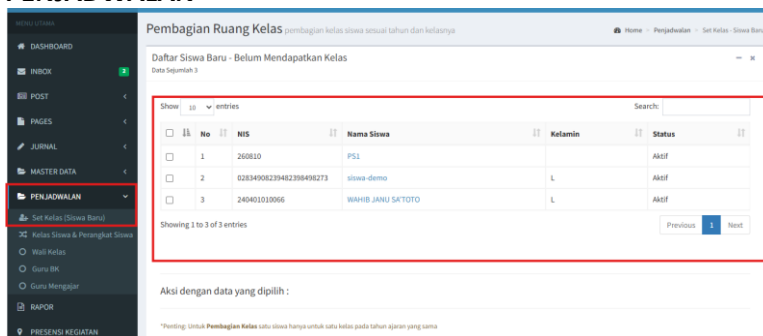 MENU UTAMA
DASHBOARD
INBOX 2
POST
PAGES
JURNAL
MASTER DATA
PENJADWALAN
Set Kelas (Siswa Baru)
Kelas Siswa & Perangkat Siswa
Wali Kelas
Guru BK
Guru Mengajar
RAPOR
PRESENSI KEGIATAN
Pembagian Ruang Kelas pembagian kelas siswa sesuai tahun dan kelasnya
Home - Penjadwalan - Set Kelas - Siswa Baru
Daftar Siswa Baru - Belum Mendapatkan Kelas
Data Sejumlah 3
Show 10 entries Search:
No NIS Nama Siswa Kelamin Status
1 260810 PS1 Aktif
2 02834908239482398498273 siswa-demo L Aktif
3 240401010066 WAHIB JANU SA'TOTO L Aktif
Showing 1 to 3 of 3 entries
Previous 1 Next
Aksi dengan data yang dipilih :
*Penting: Untuk Pembagian Kelas satu siswa hanya untuk satu kelas pada tahun ajaran yang sama